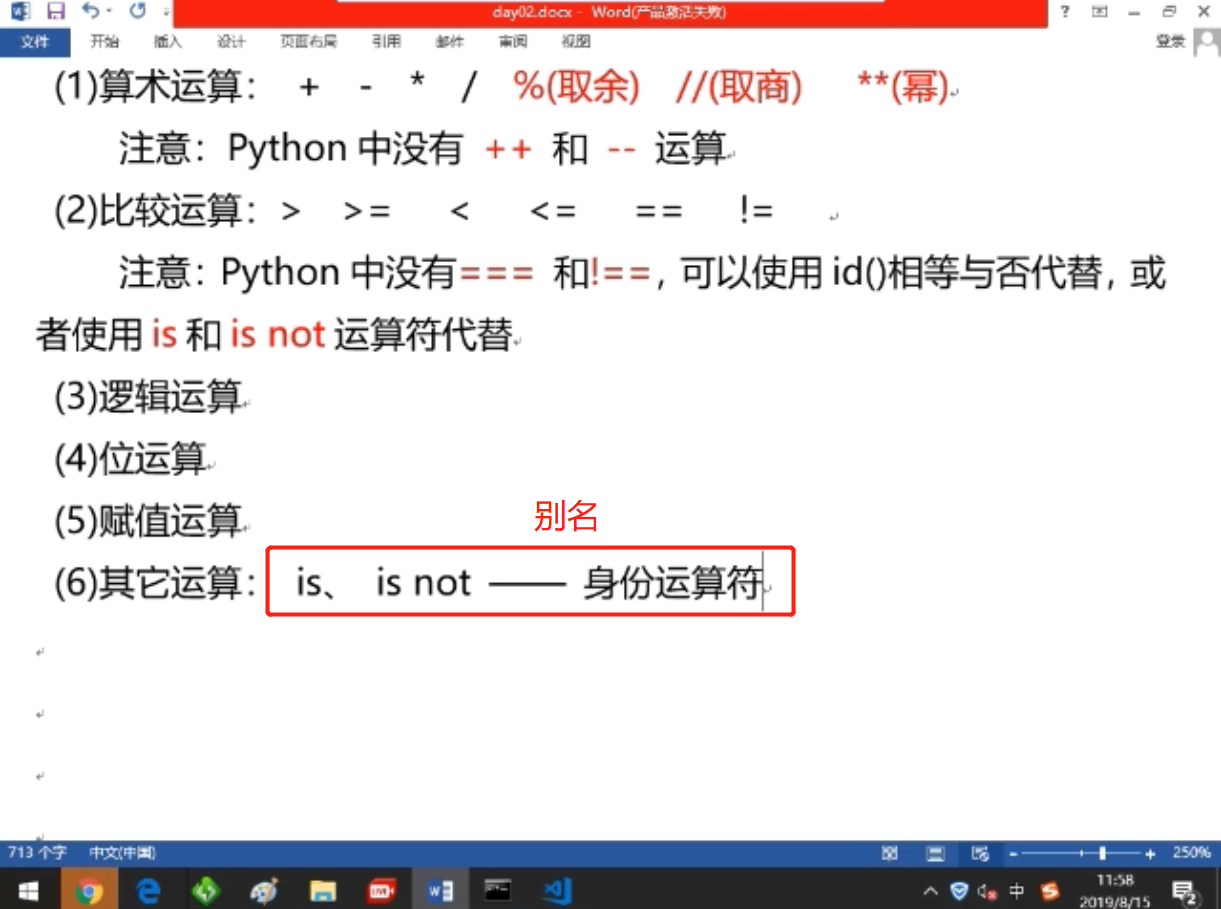 day02.docx - Word(产品激活失败)
文件 开始 插入 设计 页面布局 引用 邮件 审阅 视图 登录
(1)算术运算： + - * / %(取余) //(取商) **(幂)
注意：Python 中没有 ++ 和 -- 运算
(2)比较运算：> >= < <= == !=
注意：Python 中没有=== 和!==，可以使用 id()相等与否代替，或
者使用 is 和 is not 运算符代替
(3)逻辑运算
(4)位运算
(5)赋值运算
别名
(6)其它运算： is、 is not —— 身份运算符
713 个字 中文(中国) 250%
11:58
2019/8/15